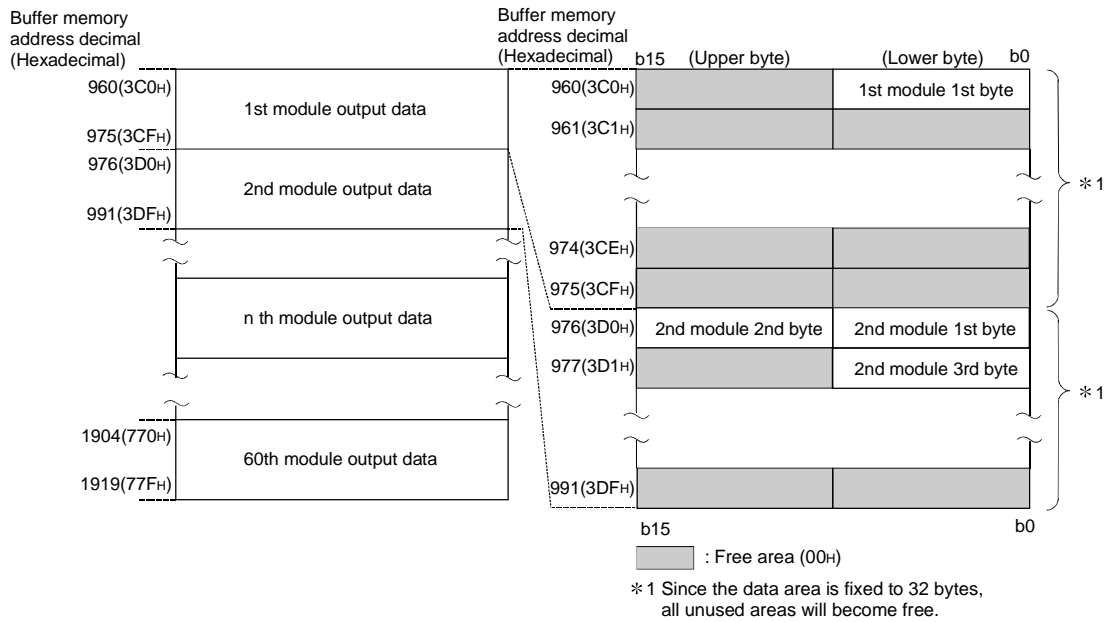 Buffer memory
address decimal
(Hexadecimal)
960(3C0H)
1st module output data
975(3CFH)
976(3D0H)
2nd module output data
991(3DFH)
n th module output data
1904(770H)
60th module output data
1919(77FH)
Buffer memory
address decimal
(Hexadecimal)
b15 (Upper byte) (Lower byte) b0
960(3C0H) 1st module 1st byte
961(3C1H)
*1
974(3CEH)
975(3CFH)
976(3D0H) 2nd module 2nd byte 2nd module 1st byte
977(3D1H) 2nd module 3rd byte
*1
991(3DFH)
b15 b0
: Free area (00H)
*1 Since the data area is fixed to 32 bytes,
all unused areas will become free.